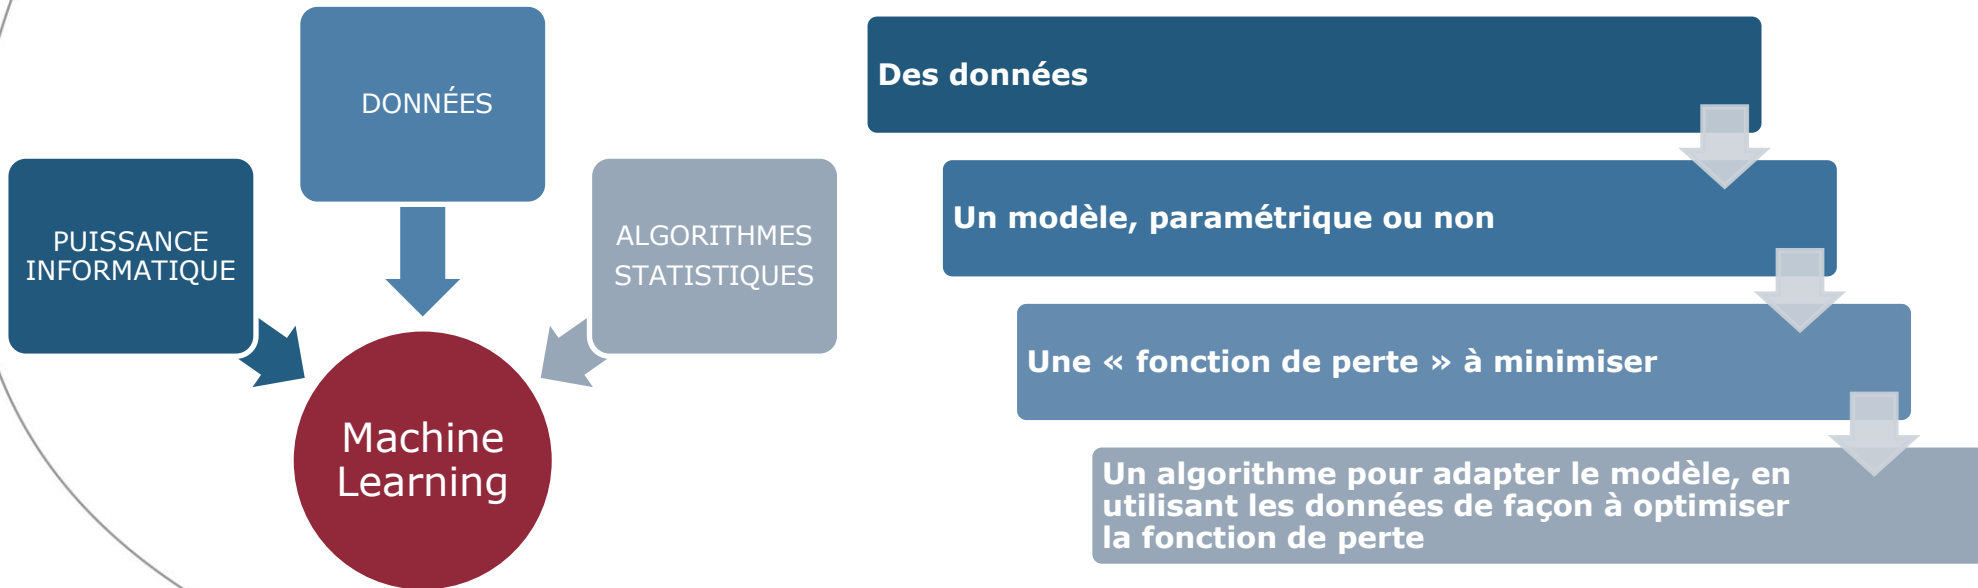 DONNÉES
PUISSANCE
INFORMATIQUE
ALGORITHMES
STATISTIQUES
Machine
Learning
Des données
Un modèle, paramétrique ou non
Une « fonction de perte » à minimiser
Un algorithme pour adapter le modèle, en
utilisant les données de façon à optimiser
la fonction de perte